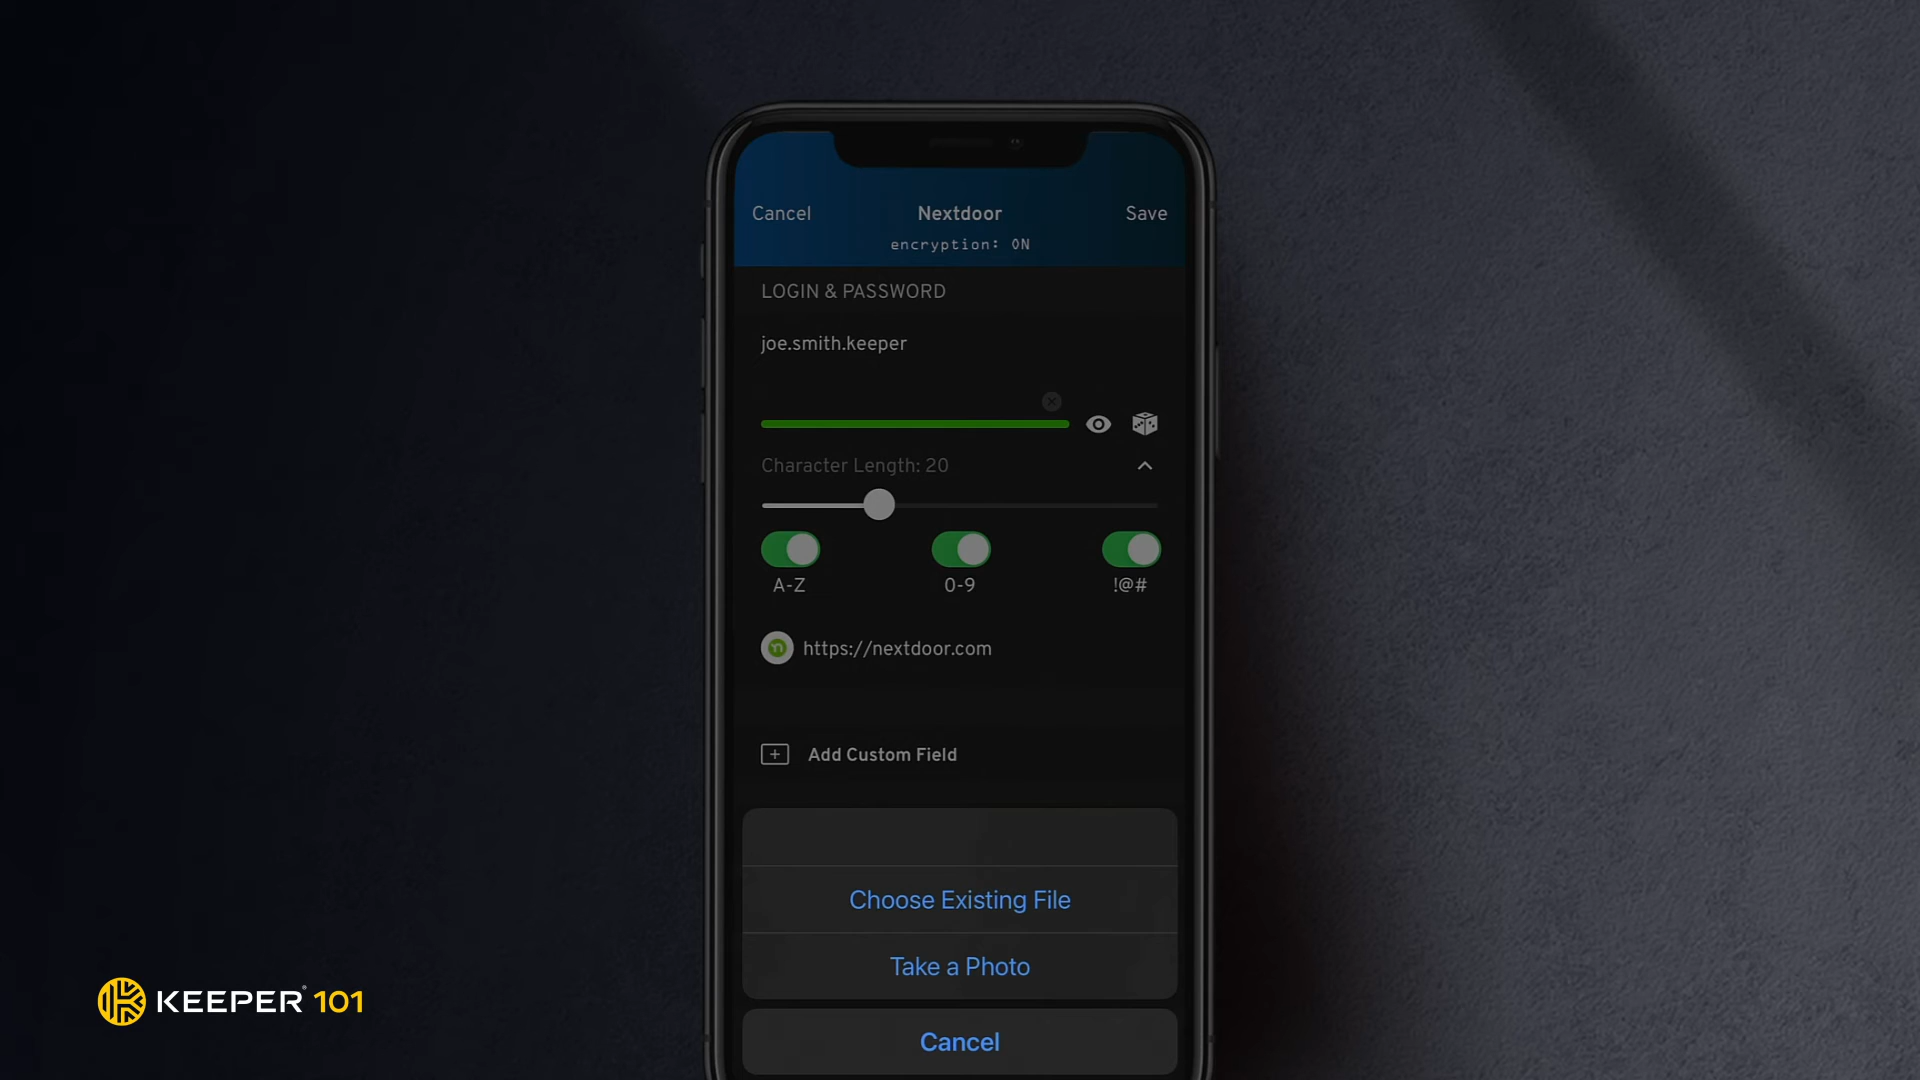 Cancel
Nextdoor
Save
encryption: ON
LOGIN & PASSWORD
joe.smith.keeper
Character Length: 20
A-Z
0-9
!@#
https://nextdoor.com
Add Custom Field
Choose Existing File
Take a Photo
Cancel
KEEPER 101